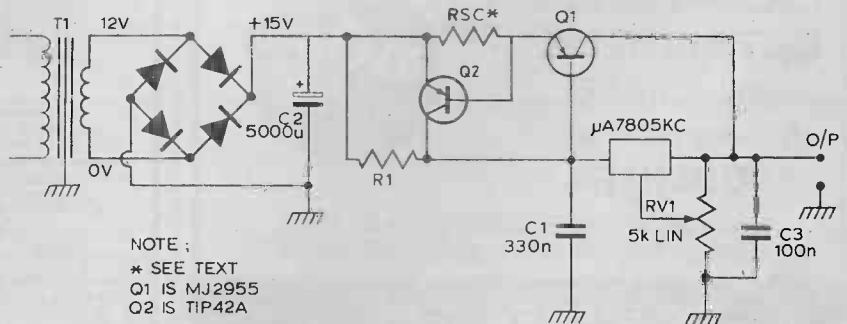 T1
12V
+15V
0V
+
C2
5000u
R1
RSC*
Q2
Q1
µA7805KC
RV1
5k LIN
C1
330n
C3
100n
O/P
NOTE ;
* SEE TEXT
Q1 IS MJ2955
Q2 IS TIP42A